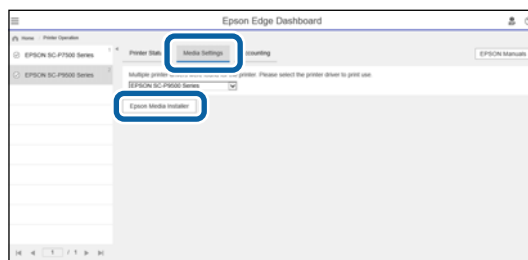 Epson Edge Dashboard
Home Printer Operation
EPSON SC-P7500 Series
EPSON SC-P9500 Series
Printer Status Media Settings Accounting
EPSON Manuals
Multiple printer drivers were found for the printer. Please select the printer driver to print use.
EPSON SC-P9500 Series
Epson Media Installer
1 / 1